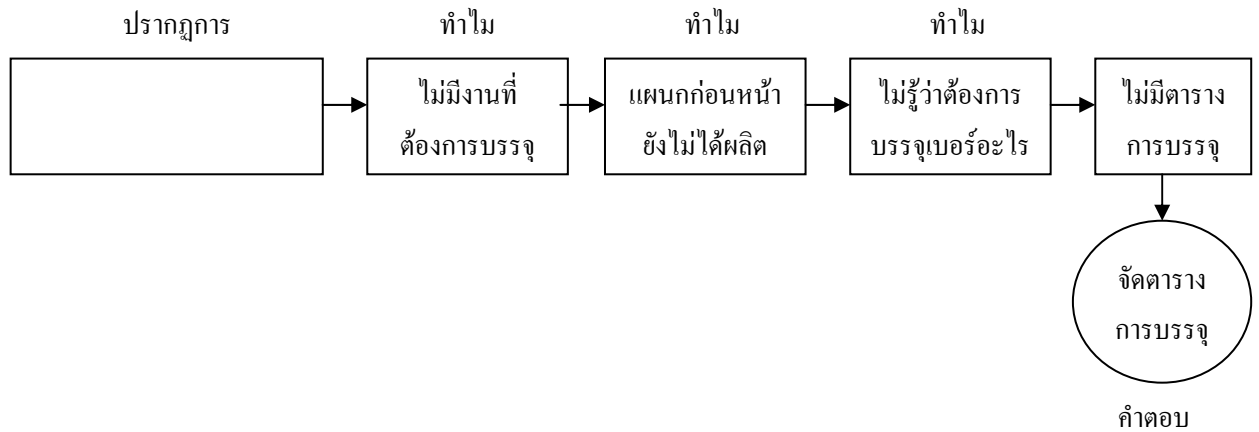 ปรากฏการ
ทำไม
ทำไม
ทำไม
ไม่มีงานที่
ต้องการบรรจุ
แผนกก่อนหน้า
ยังไม่ได้ผลิต
ไม่รู้ว่าต้องการ
บรรจุเบอร์อะไร
ไม่มีตาราง
การบรรจุ
จัดตาราง
การบรรจุ
คำตอบ